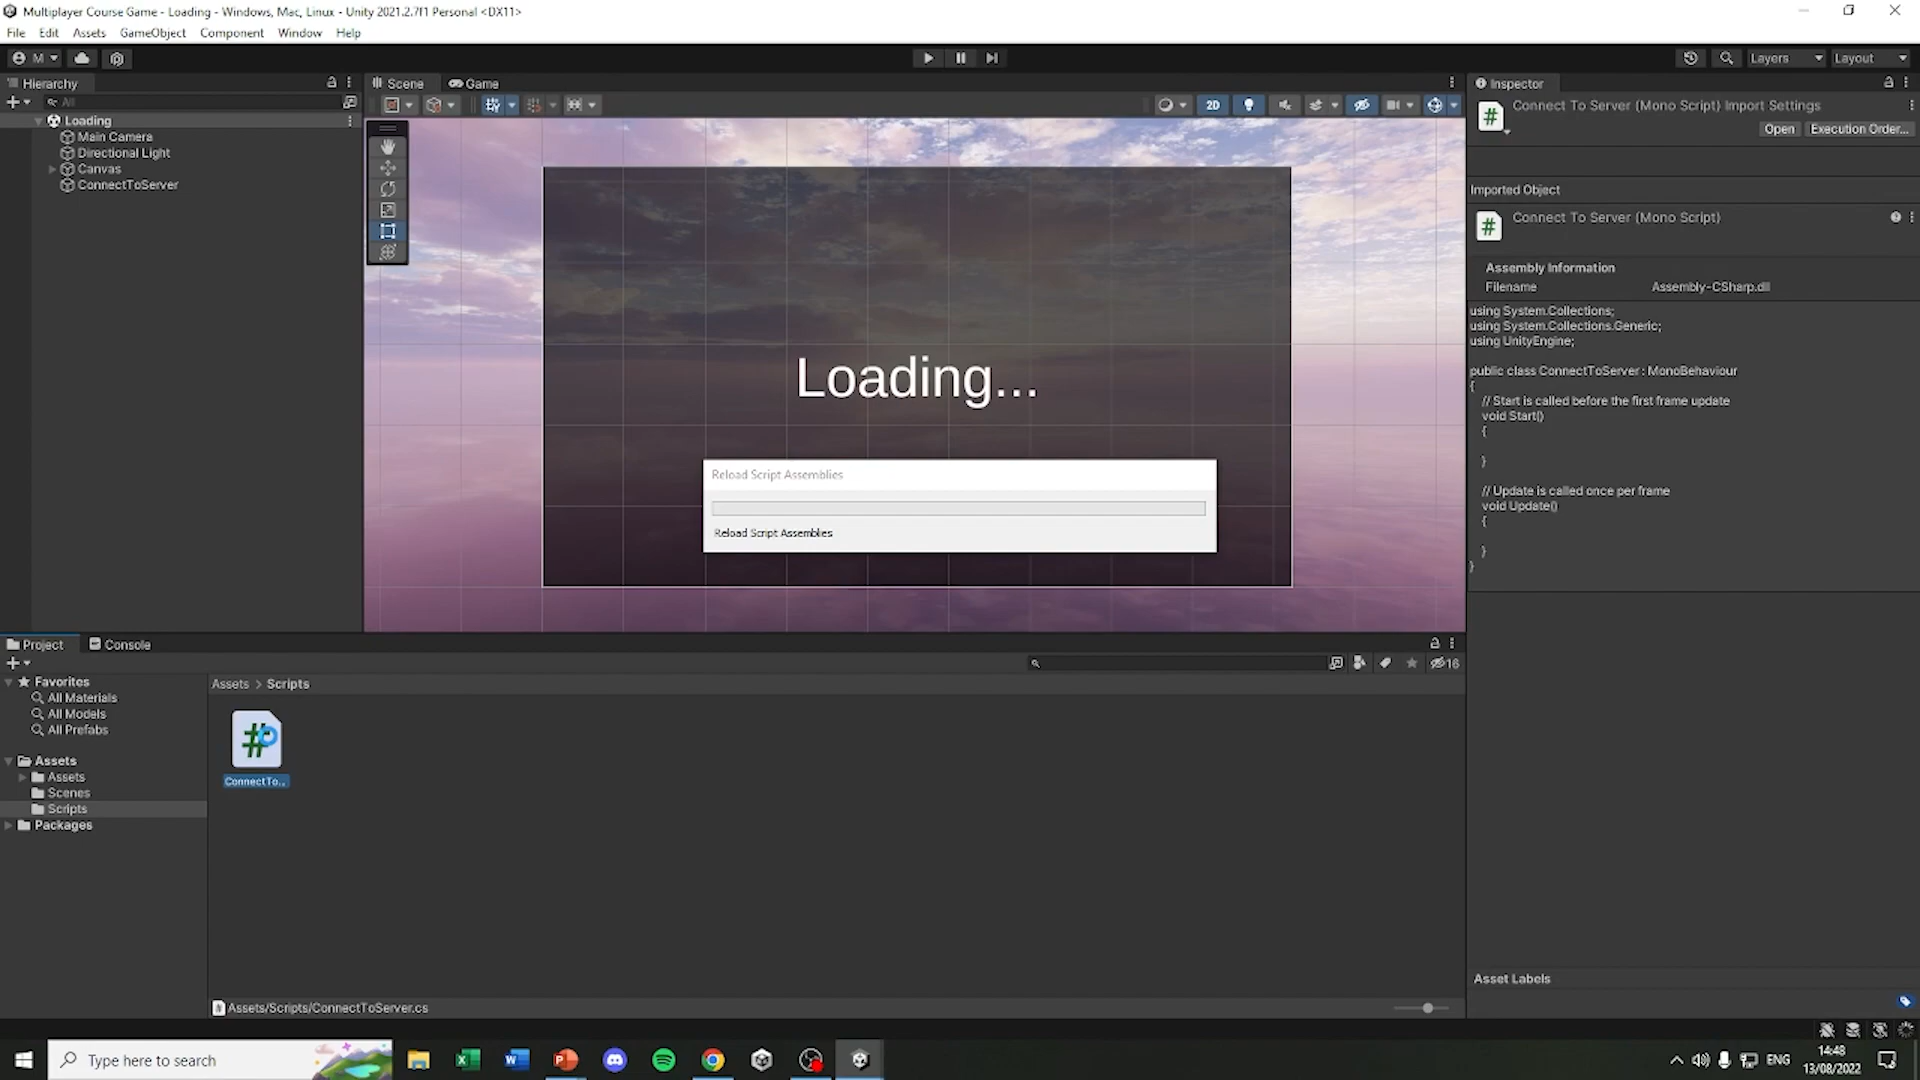 Multiplayer Course Game - Loading - Windows, Mac, Linux - Unity 2021.2.7f1 Personal <DX11>
File Edit Assets GameObject Component Window Help
M
Layers
Layout
Hierarchy
Scene
Game
Inspector
All
2D
Loading
Main Camera
Directional Light
Canvas
ConnectToServer
Loading...
Reload Script Assemblies
Reload Script Assemblies
Connect To Server (Mono Script) Import Settings
Open
Execution Order...
Imported Object
Connect To Server (Mono Script)
Assembly Information
Filename Assembly-CSharp.dll
using System.Collections;
using System.Collections.Generic;
using UnityEngine;
public class ConnectToServer : MonoBehaviour
{
// Start is called before the first frame update
void Start()
{
}
// Update is called once per frame
void Update()
{
}
}
Asset Labels
Project
Console
16
Favorites
All Materials
All Models
All Prefabs
Assets
Assets
Scenes
Scripts
Packages
Assets > Scripts
#
ConnectTo...
Assets/Scripts/ConnectToServer.cs
Type here to search
ENG
14:48
13/08/2022